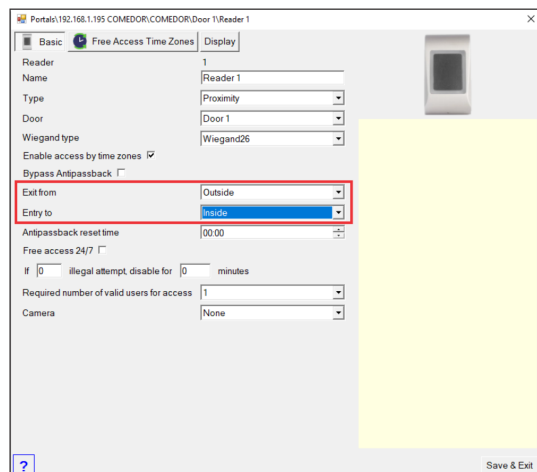 Portals\192.168.1.195 COMEDOR\COMEDOR\Door 1\Reader 1
Basic Free Access Time Zones Display
Reader 1
Name Reader 1
Type Proximity
Door Door 1
Wiegand type Wiegand26
Enable access by time zones
Bypass Antipassback
Exit from Outside
Entry to Inside
Antipassback reset time 00:00
Free access 24/7
If 0 illegal attempt, disable for 0 minutes
Required number of valid users for access 1
Camera None
? Save & Exit